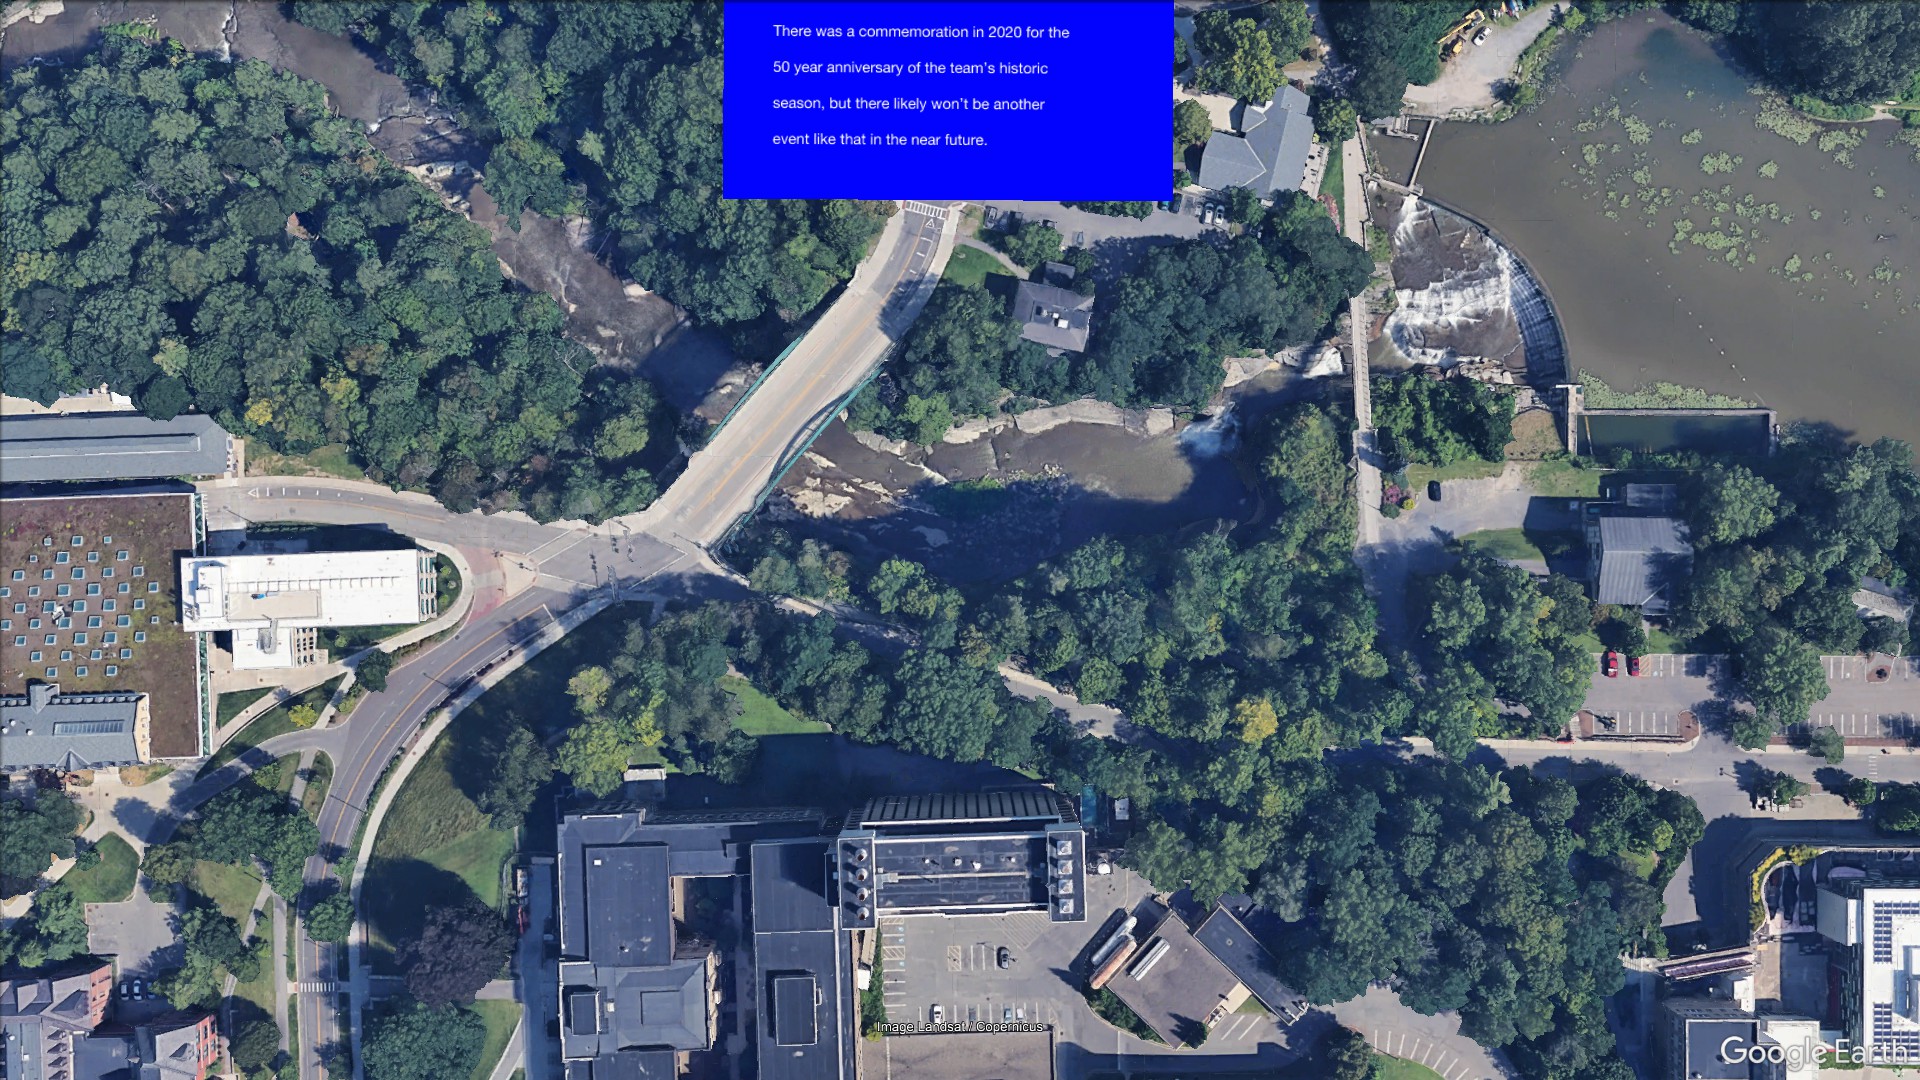 There was a commemoration in 2020 for the
50 year anniversary of the team's historic
season, but there likely won't be another
event like that in the near future.
Image Landsat / Copernicus
Google Earth